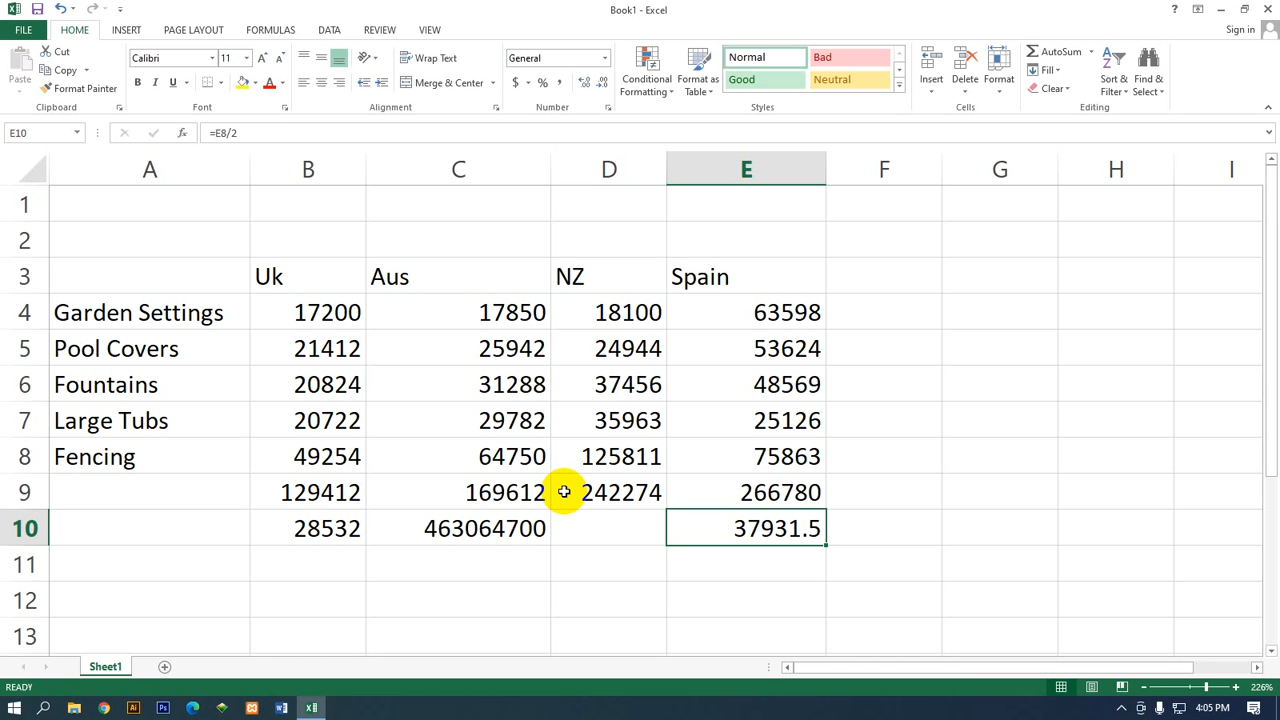 Book1 - Excel
Sign in
FILE HOME INSERT PAGE LAYOUT FORMULAS DATA REVIEW VIEW
Paste
Cut
Copy
Format Painter
Clipboard
Calibri 11
B I U
Font
Wrap Text
Merge & Center
Alignment
General
$ % ,
Number
Conditional Formatting
Format as Table
Normal Bad
Good Neutral
Styles
Insert Delete Format
Cells
AutoSum
Fill
Clear
Sort & Filter
Find & Select
Editing
E10 fx =E8/2
A B C D E F G H I
1
2
3 Uk Aus NZ Spain
4 Garden Settings 17200 17850 18100 63598
5 Pool Covers 21412 25942 24944 53624
6 Fountains 20824 31288 37456 48569
7 Large Tubs 20722 29782 35963 25126
8 Fencing 49254 64750 125811 75863
9 129412 169612 242274 266780
10 28532 463064700 37931.5
11
12
13
Sheet1
READY 226%
4:05 PM